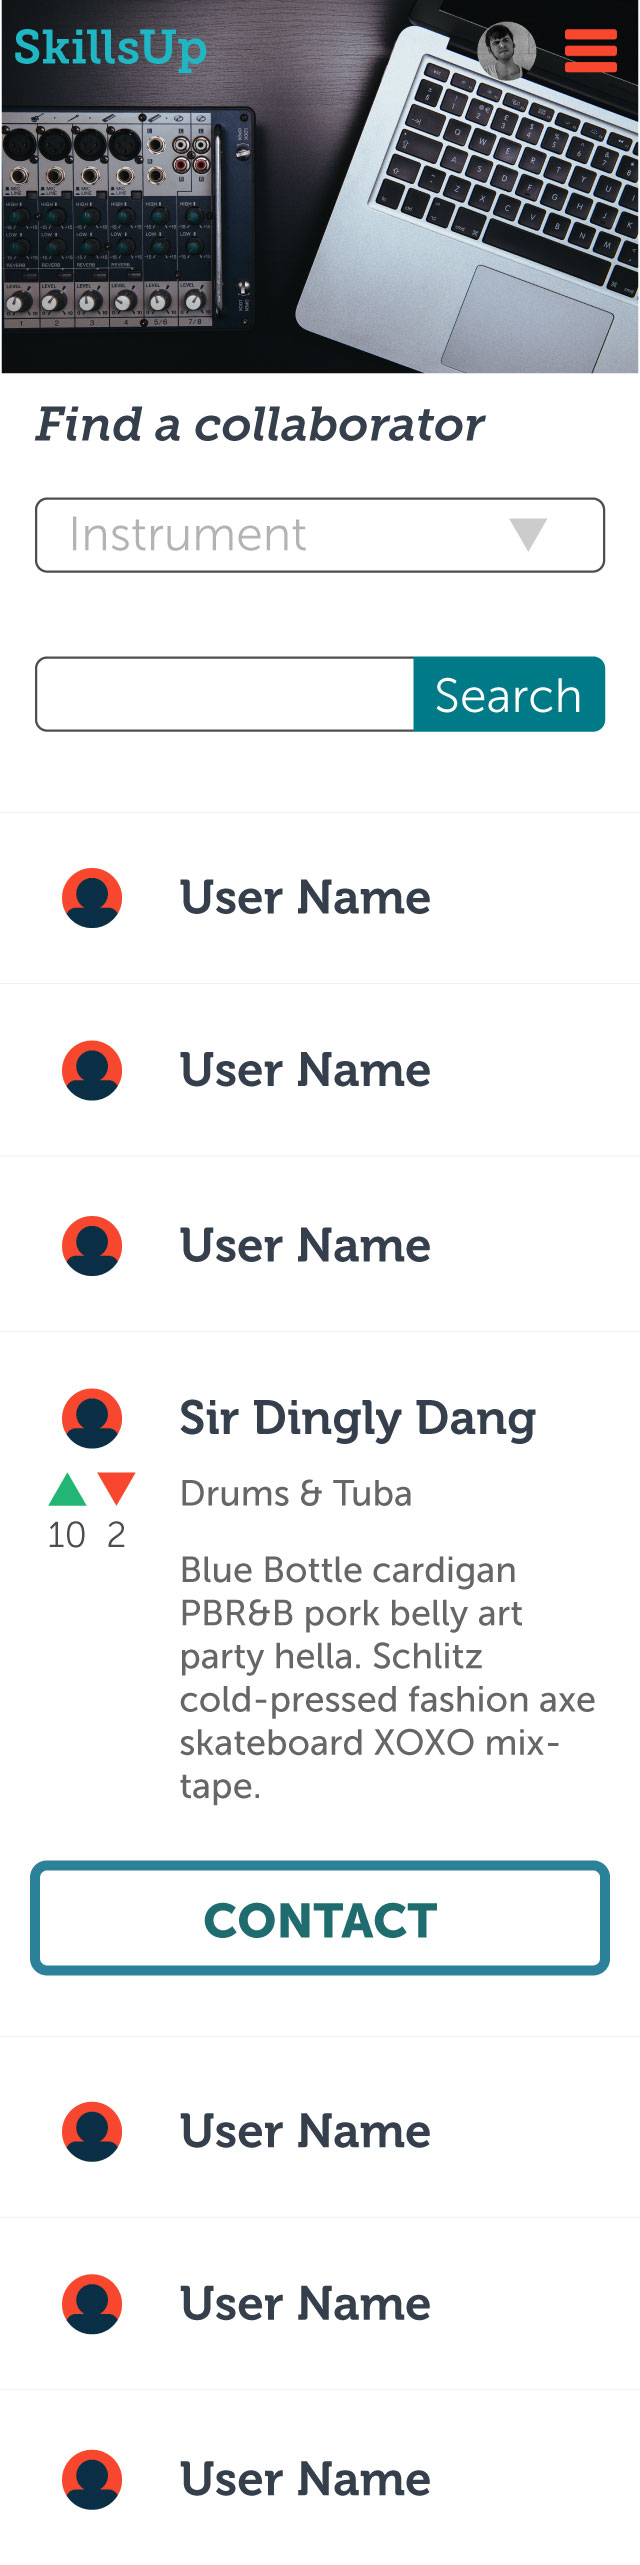 SkillsUp
Find a collaborator
Instrument
Search
User Name
User Name
User Name
Sir Dingly Dang
Drums & Tuba
10 2
Blue Bottle cardigan
PBR&B pork belly art
party hella. Schlitz
cold-pressed fashion axe
skateboard XOXO mix-
tape.
CONTACT
User Name
User Name
User Name